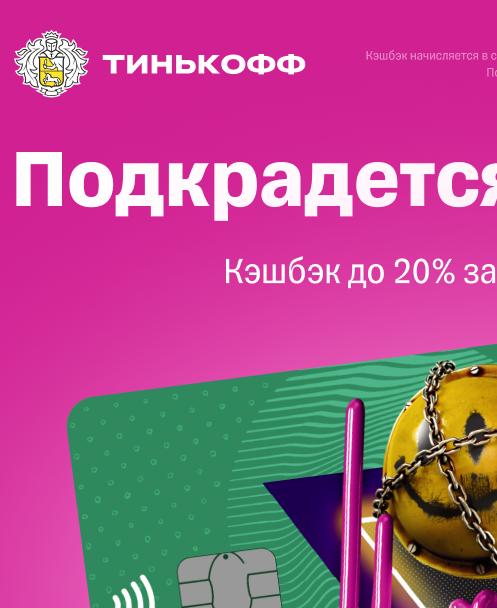 ТИНЬКОФФ
Кэшбэк начисляется в с
По
Подкрадется
Кэшбэк до 20% за